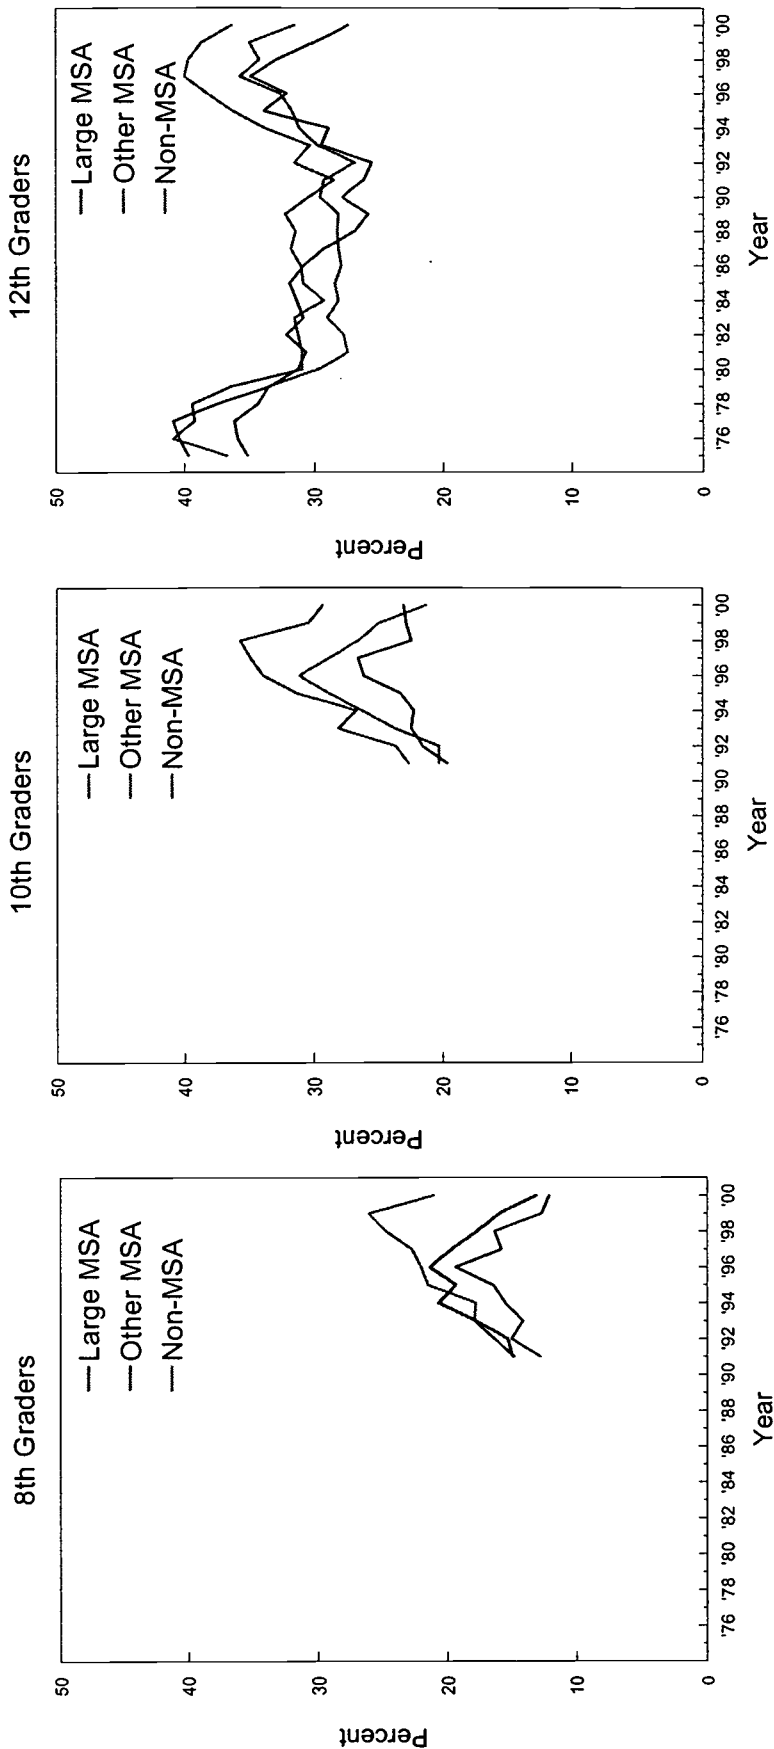 8th Graders
Large MSA
Other MSA
Non-MSA
Percent
50
40
30
20
10
0
'76 '78 '80 '82 '84 '86 '88 '90 '92 '94 '96 '98 '00
Year
10th Graders
Large MSA
Other MSA
Non-MSA
Percent
50
40
30
20
10
0
'76 '78 '80 '82 '84 '86 '88 '90 '92 '94 '96 '98 '00
Year
12th Graders
Large MSA
Other MSA
Non-MSA
Percent
50
40
30
20
10
0
'76 '78 '80 '82 '84 '86 '88 '90 '92 '94 '96 '98 '00
Year